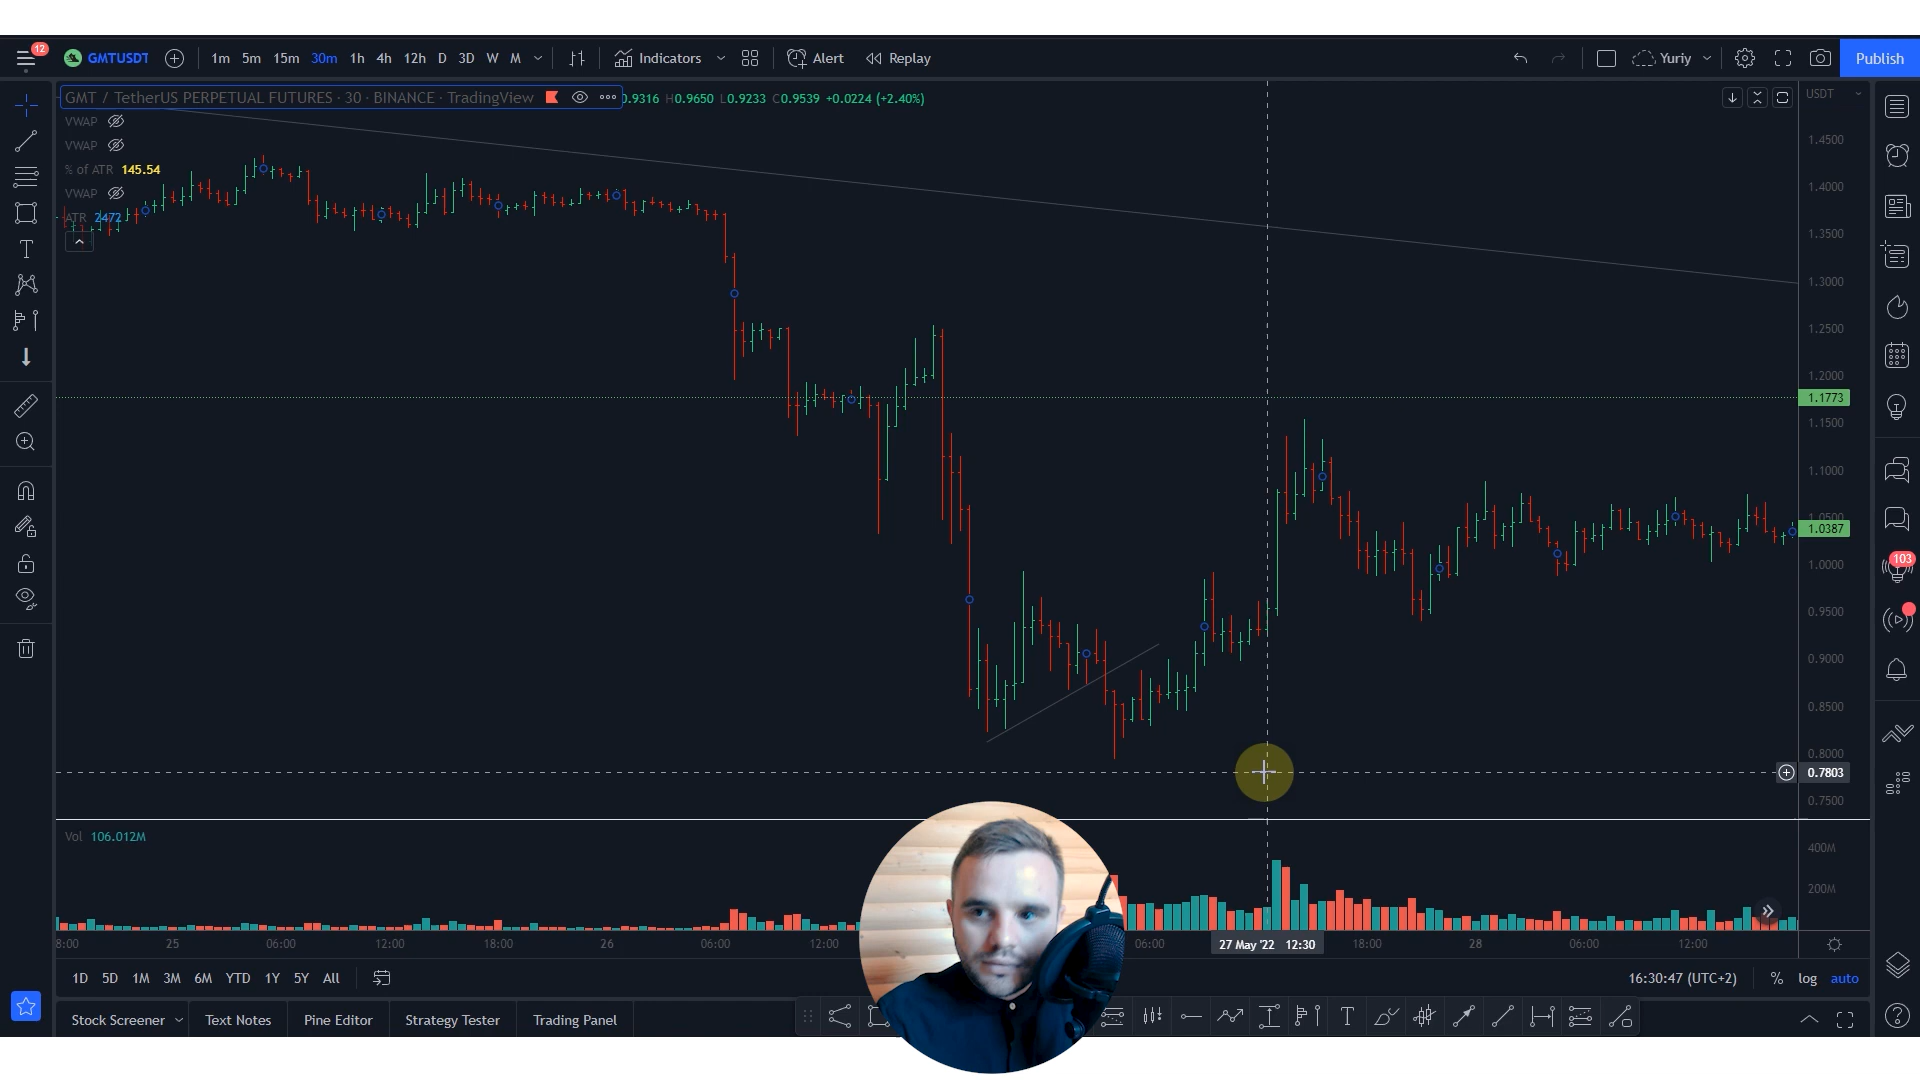 12 GMTUSDT 1m 5m 15m 30m 1h 4h 12h D 3D W M Indicators Alert Replay Yuriy Publish
GMT / TetherUS PERPETUAL FUTURES · 30 · BINANCE · TradingView 0.9316 H0.9650 L0.9233 C0.9539 +0.0224 (+2.40%) USDT
VWAP
VWAP
% of ATR 145.54
VWAP
ATR 2472
1.4500
1.4000
1.3500
1.3000
1.2500
1.2000
1.1773
1.1500
1.1000
1.0500
1.0387
1.0000
103
0.9500
0.9000
0.8500
0.8000
0.7803
0.7500
Vol 106.012M
400M
200M
8:00 25 06:00 12:00 18:00 26 06:00 12:00 06:00 27 May '22 12:30 18:00 28 06:00 12:00
1D 5D 1M 3M 6M YTD 1Y 5Y All 16:30:47 (UTC+2) % log auto
Stock Screener Text Notes Pine Editor Strategy Tester Trading Panel